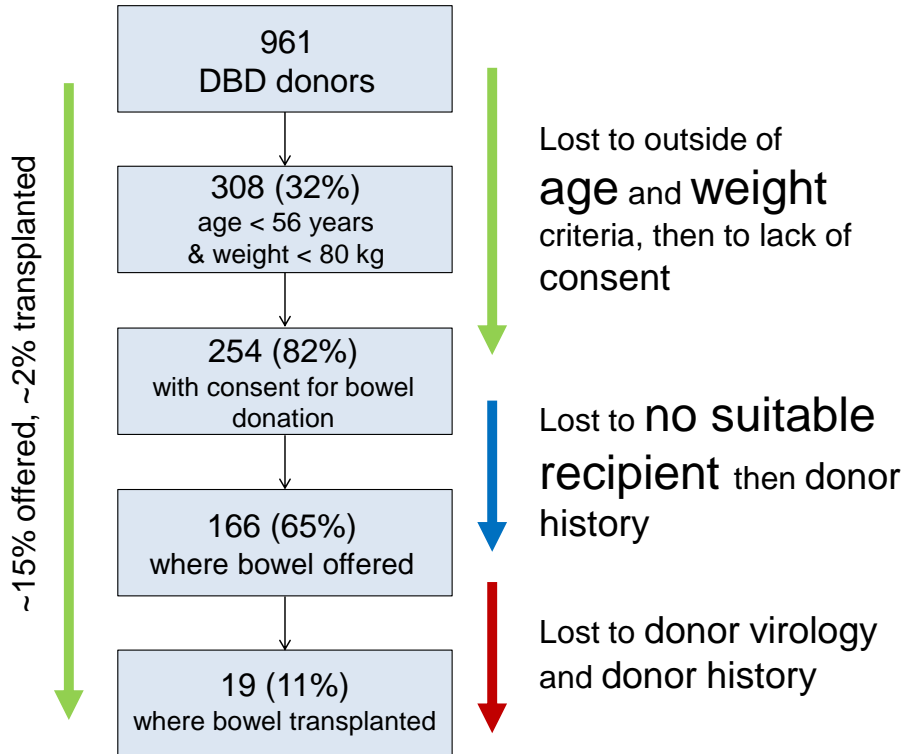 961
DBD donors
308 (32%)
age < 56 years
& weight < 80 kg
254 (82%)
with consent for bowel
donation
166 (65%)
where bowel offered
19 (11%)
where bowel transplanted
~15% offered, ~2% transplanted
Lost to outside of
age and weight
criteria, then to lack of
consent
Lost to no suitable
recipient then donor
history
Lost to donor virology
and donor history